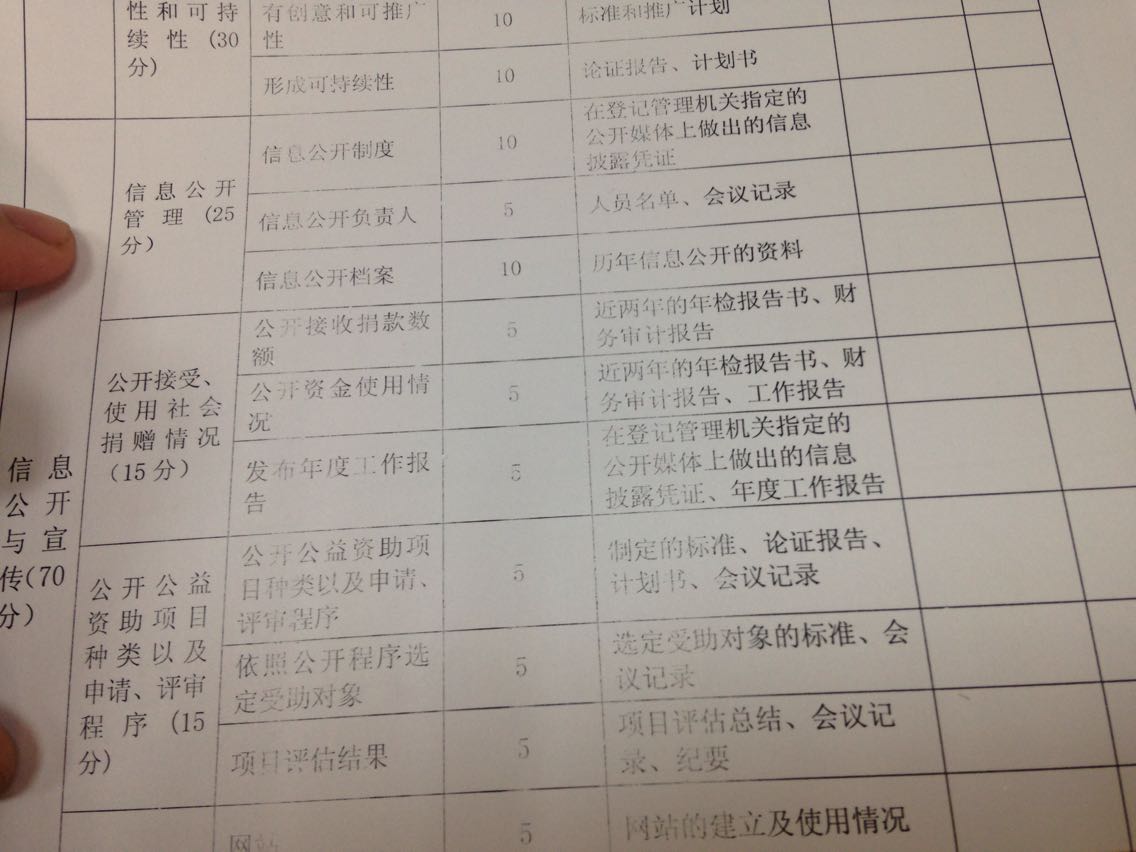 性和可持
续 性（30
分）
有创意和可推广
性
10
标准和推广计划
形成可持续性
10
论证报告、计划书
信息
公开
与宣
传(70
分)
信息公开
管理（25
分）
信息公开制度
10
在登记管理机关指定的
公开媒体上做出的信息
披露凭证
信息公开负责人
5
人员名单、会议记录
信息公开档案
10
历年信息公开的资料
公开接受、
使用社会
捐赠情况
（15分）
公开接收捐款数
额
5
近两年的年检报告书、财
务审计报告
公开资金使用情
况
5
近两年的年检报告书、财
务审计报告、工作报告
发布年度工作报
告
5
在登记管理机关指定的
公开媒体上做出的信息
披露凭证、年度工作报告
公开公益
资助项目
种类以及
申请、评审
程序（15
分）
公开公益资助项
目种类以及申请、
评审程序
5
制定的标准、论证报告、
计划书、会议记录
依照公开程序选
定受助对象
5
选定受助对象的标准、会
议记录
项目评估结果
5
项目评估总结、会议记
录、纪要
网站
5
网站的建立及使用情况